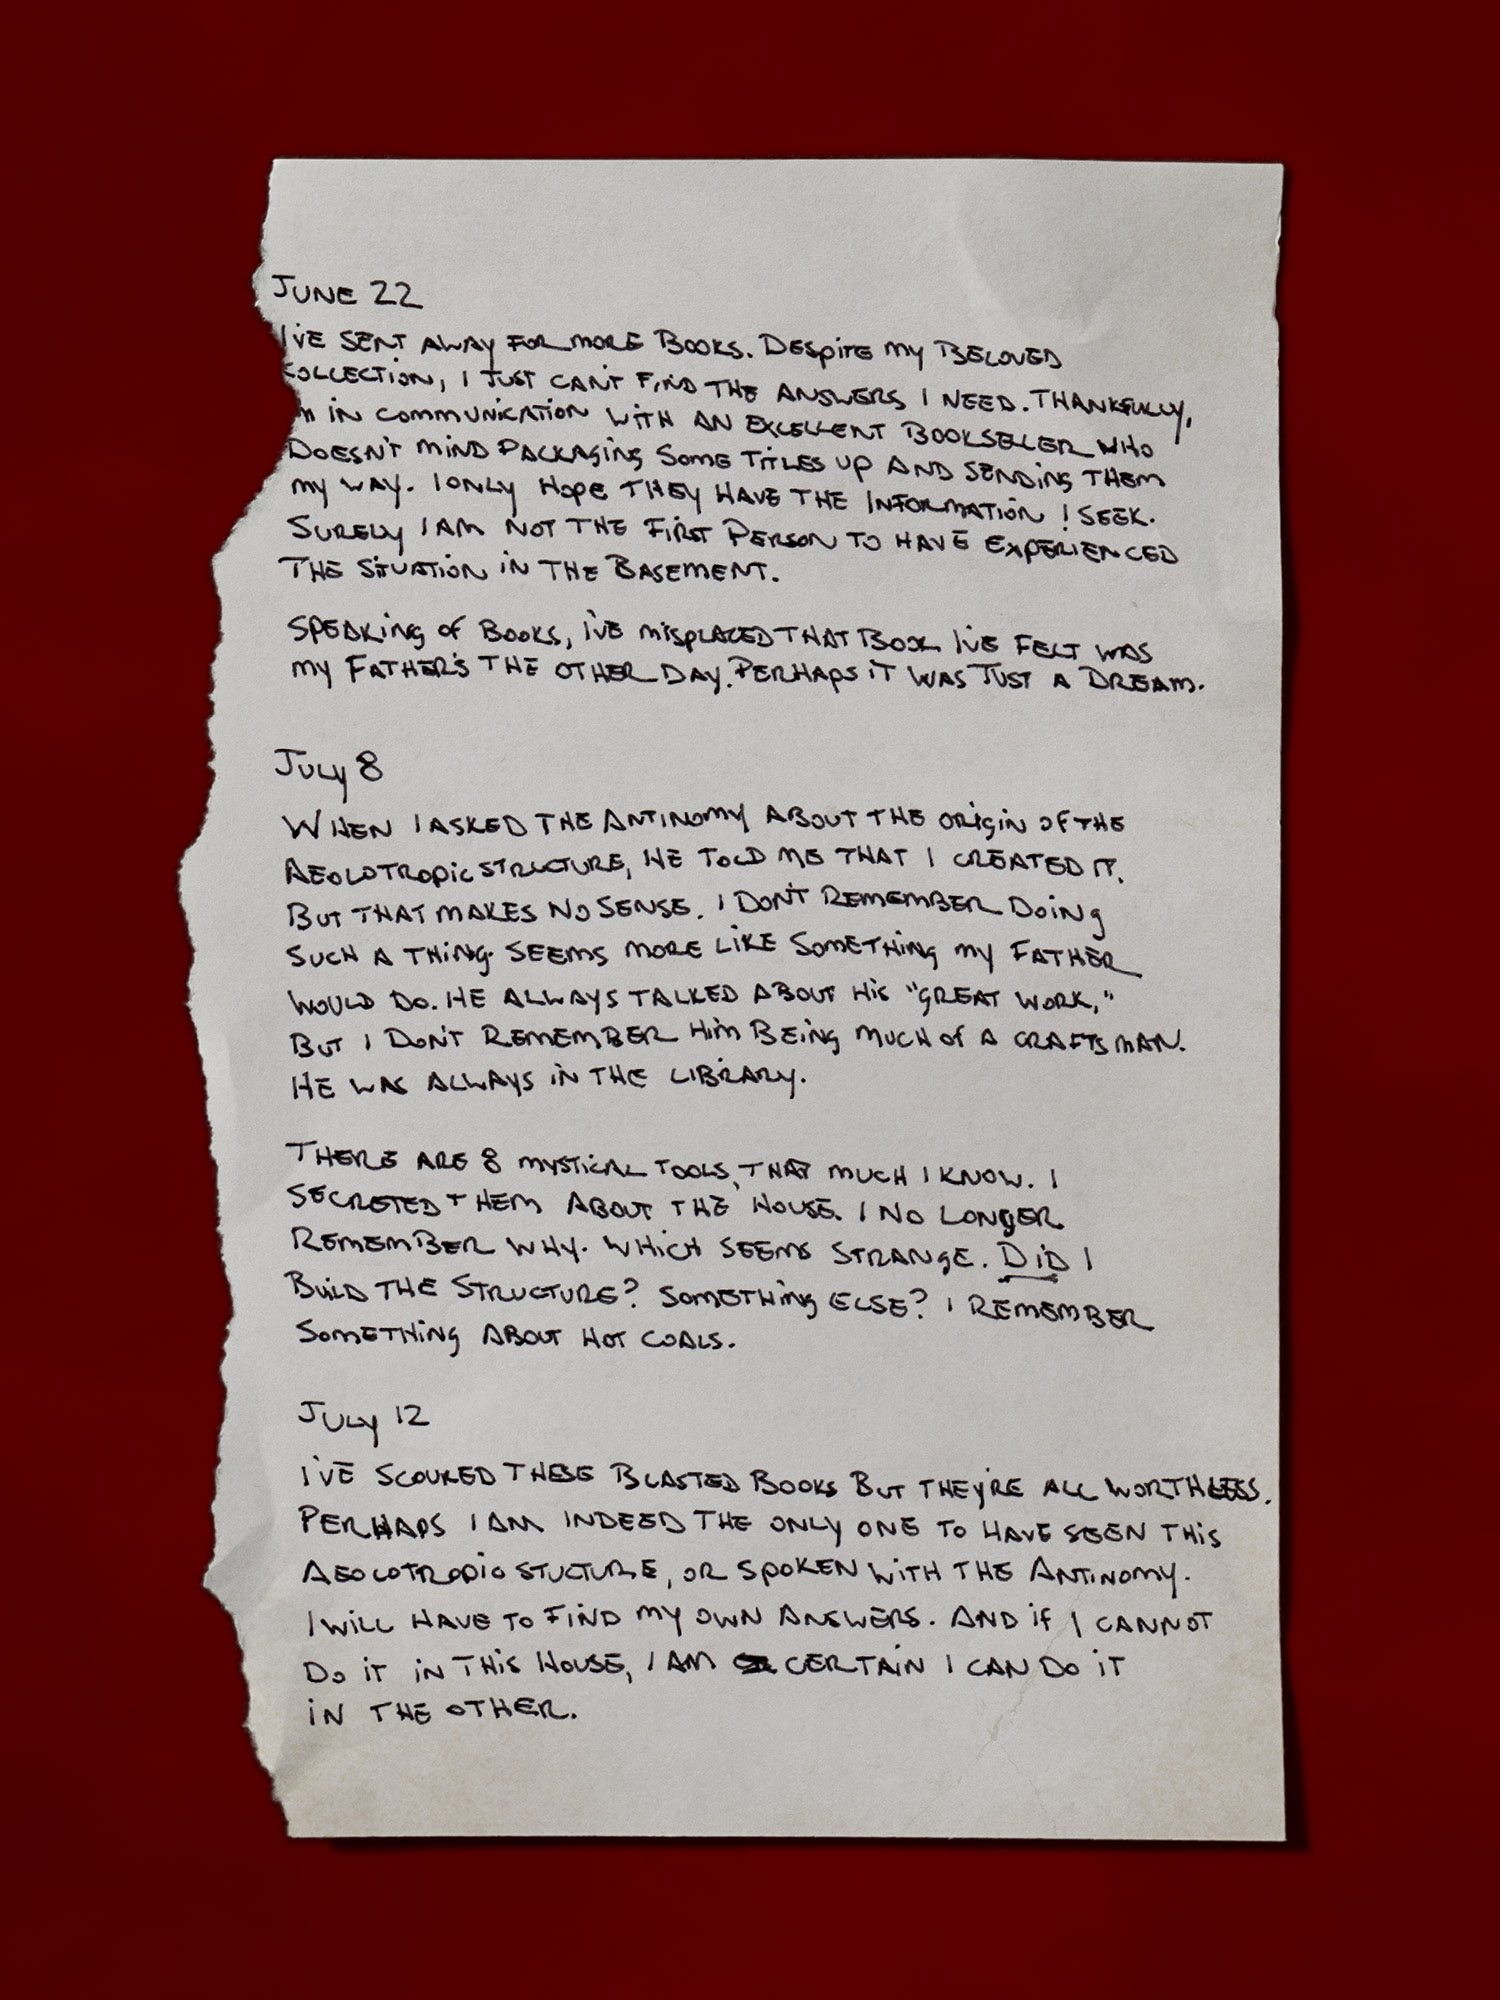 JUNE 22
I'VE SENT AWAY FOR MORE BOOKS. DESPITE MY BELOVED
COLLECTION, I JUST CAN'T FIND THE ANSWERS I NEED. THANKFULLY,
IN COMMUNICATION WITH AN EXCELLENT BOOKSELLER WHO
DOESN'T MIND PACKAGING SOME TITLES UP AND SENDING THEM
MY WAY. I ONLY HOPE THEY HAVE THE INFORMATION I SEEK.
SURELY I AM NOT THE FIRST PERSON TO HAVE EXPERIENCED
THE SITUATION IN THE BASEMENT.
SPEAKING OF BOOKS, I'VE MISPLACED THAT BOOK I'VE FELT WAS
MY FATHER'S THE OTHER DAY. PERHAPS IT WAS JUST A DREAM.
JULY 8
WHEN I ASKED THE ANTINOMY ABOUT THE ORIGIN OF THE
AEOLOTROPIC STRUCTURE, HE TOLD ME THAT I CREATED IT.
BUT THAT MAKES NO SENSE. I DON'T REMEMBER DOING
SUCH A THING. SEEMS MORE LIKE SOMETHING MY FATHER
WOULD DO. HE ALWAYS TALKED ABOUT HIS "GREAT WORK,"
BUT I DON'T REMEMBER HIM BEING MUCH OF A CRAFTSMAN.
HE WAS ALWAYS IN THE LIBRARY.
THERE ARE 8 MYSTICAL TOOLS, THAT MUCH I KNOW. I
SECRETED THEM ABOUT THE HOUSE. I NO LONGER
REMEMBER WHY. WHICH SEEMS STRANGE. DID I
BUILD THE STRUCTURE? SOMETHING ELSE? I REMEMBER
SOMETHING ABOUT HOT COALS.
JULY 12
I'VE SCOURED THESE BLASTED BOOKS BUT THEY'RE ALL WORTHLESS.
PERHAPS I AM INDEED THE ONLY ONE TO HAVE SEEN THIS
AEOLOTROPIC STUCTURE, OR SPOKEN WITH THE ANTINOMY.
I WILL HAVE TO FIND MY OWN ANSWERS. AND IF I CANNOT
DO IT IN THIS HOUSE, I AM CERTAIN I CAN DO IT
IN THE OTHER.